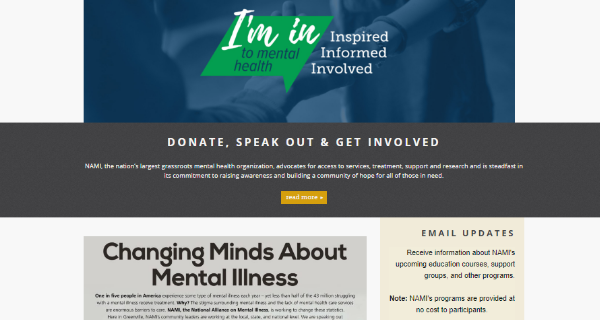 I'm in
to mental
health
Inspired
Informed
Involved
DONATE, SPEAK OUT & GET INVOLVED
NAMI, the nation's largest grassroots mental health organization, advocates for access to services, treatment, support and research and is steadfast in
its commitment to raising awareness and building a community of hope for all of those in need.
read more »
Changing Minds About
Mental Illness
One in five people in America experience some type of mental illness each year – yet less than half of the 43 million struggling
with a mental illness receive treatment. Why? The stigma surrounding mental illness and the lack of mental health care services
are enormous barriers to care. NAMI, the National Alliance on Mental Illness, is working to change these statistics.
Here in Greenville, NAMI's community leaders are working at the local, state, and national level. We are speaking out
EMAIL UPDATES
Receive information about NAMI's
upcoming education courses, support
groups, and other programs.
Note: NAMI's programs are provided at
no cost to participants.